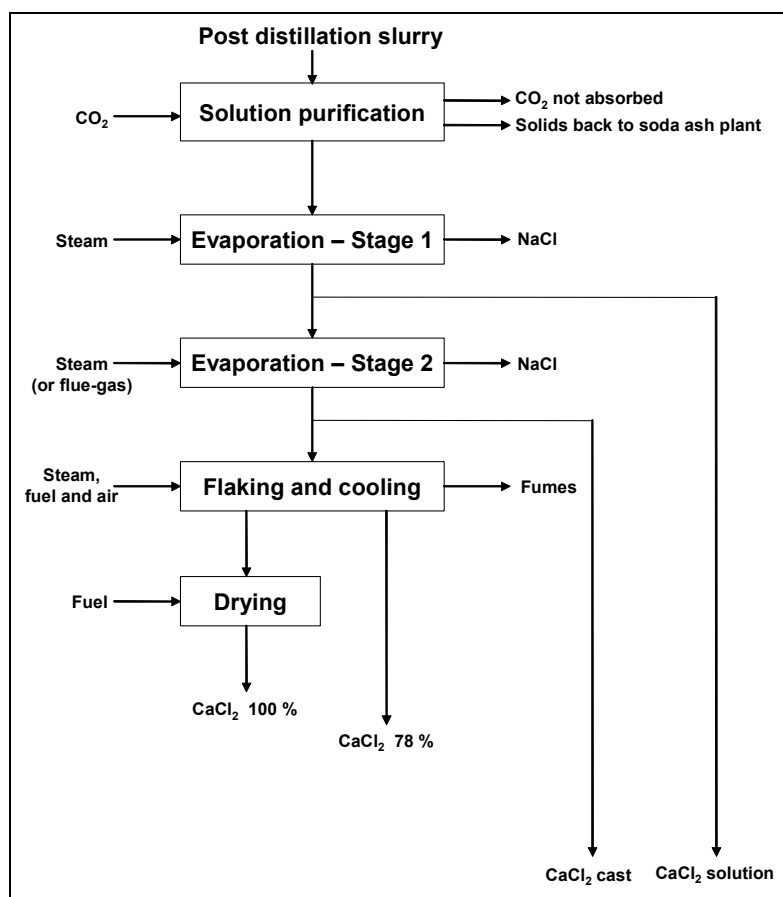 Post distillation slurry
CO₂
Solution purification
CO₂ not absorbed
Solids back to soda ash plant
Steam
Evaporation – Stage 1
NaCl
Steam
(or flue-gas)
Evaporation – Stage 2
NaCl
Steam,
fuel and air
Flaking and cooling
Fumes
Fuel
Drying
CaCl₂ 100 %
CaCl₂ 78 %
CaCl₂ cast
CaCl₂ solution